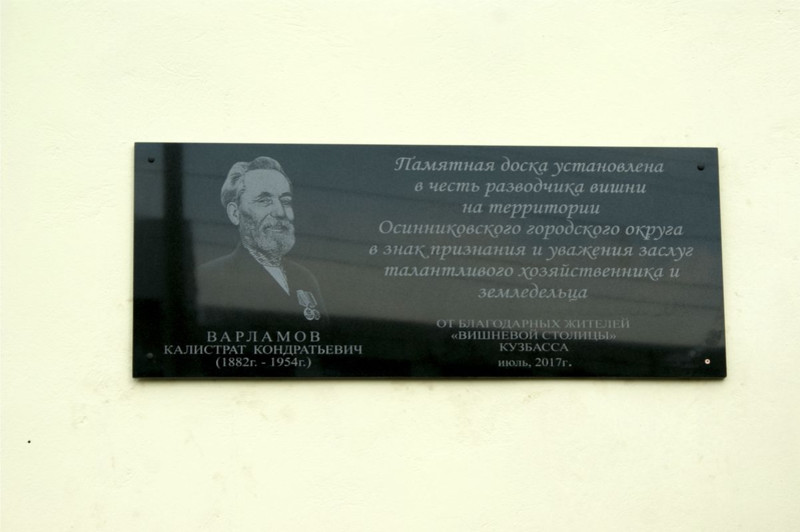 Памятная доска установлена
в честь разводчика вишни
на территории
Осинниковского городского округа
в знак признания и уважения заслуг
талантливого хозяйственника и
земледельца
ВАРЛАМОВ
КАЛИСТРАТ КОНДРАТЬЕВИЧ
(1882г. - 1954г.)
ОТ БЛАГОДАРНЫХ ЖИТЕЛЕЙ
«ВИШНЕВОЙ СТОЛИЦЫ»
КУЗБАССА
июль, 2017г.